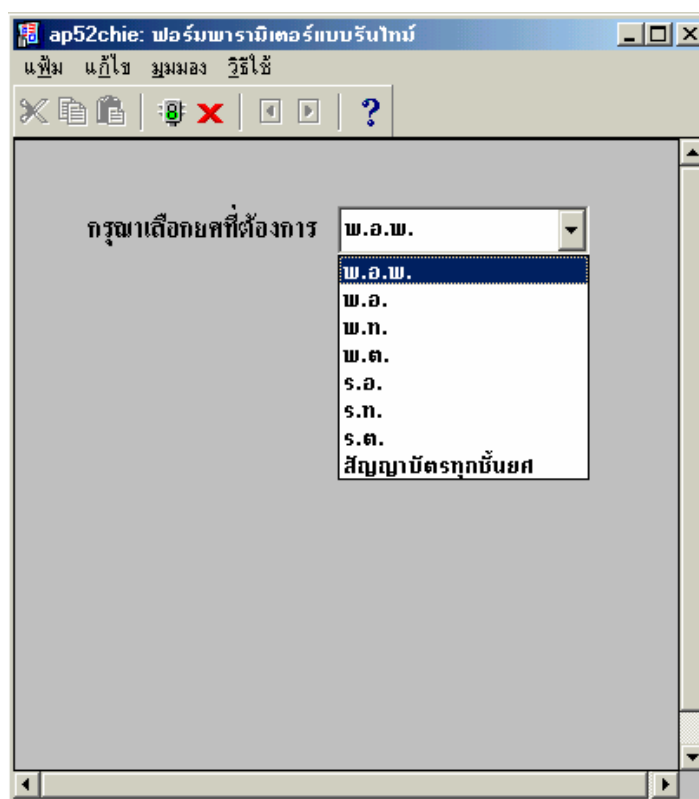 ap52chie: ฟอร์มพารามิเตอร์แบบรันไทม์
แฟ้ม แก้ไข มุมมอง วิธีใช้
?
กรุณาเลือกยศที่ต้องการ พ.อ.พ.
พ.อ.พ.
พ.อ.
พ.ท.
พ.ต.
ร.อ.
ร.ท.
ร.ต.
สัญญาบัตรทุกชั้นยศ